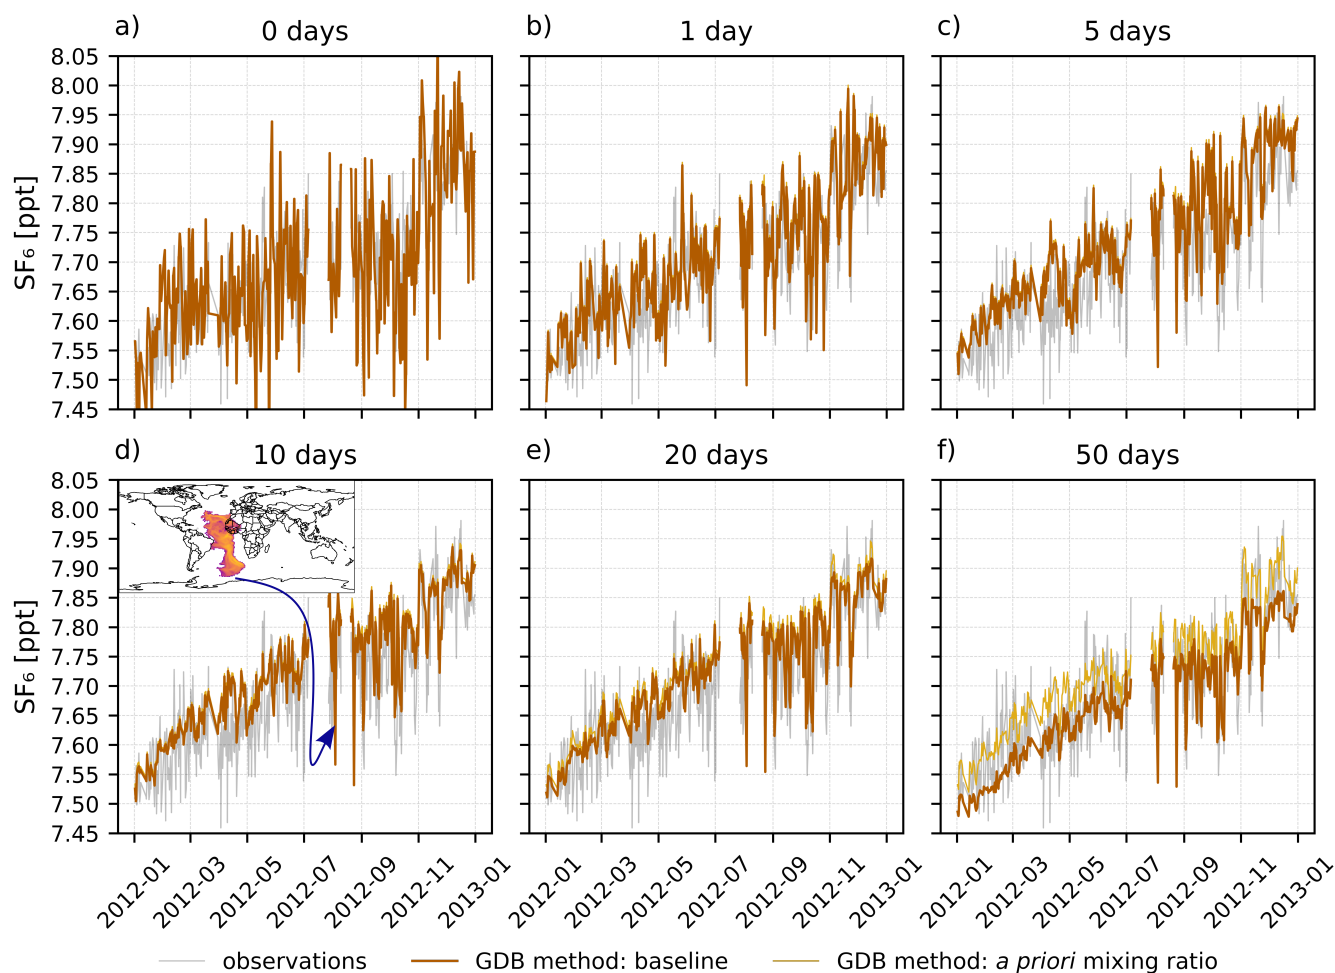 a) 0 days
b) 1 day
c) 5 days
SF₆ [ppt]
8.05
8.00
7.95
7.90
7.85
7.80
7.75
7.70
7.65
7.60
7.55
7.50
7.45
d) 10 days
e) 20 days
f) 50 days
SF₆ [ppt]
8.05
8.00
7.95
7.90
7.85
7.80
7.75
7.70
7.65
7.60
7.55
7.50
7.45
2012-01 2012-03 2012-05 2012-07 2012-09 2012-11 2013-01
2012-01 2012-03 2012-05 2012-07 2012-09 2012-11 2013-01
2012-01 2012-03 2012-05 2012-07 2012-09 2012-11 2013-01
observations GDB method: baseline GDB method: a priori mixing ratio